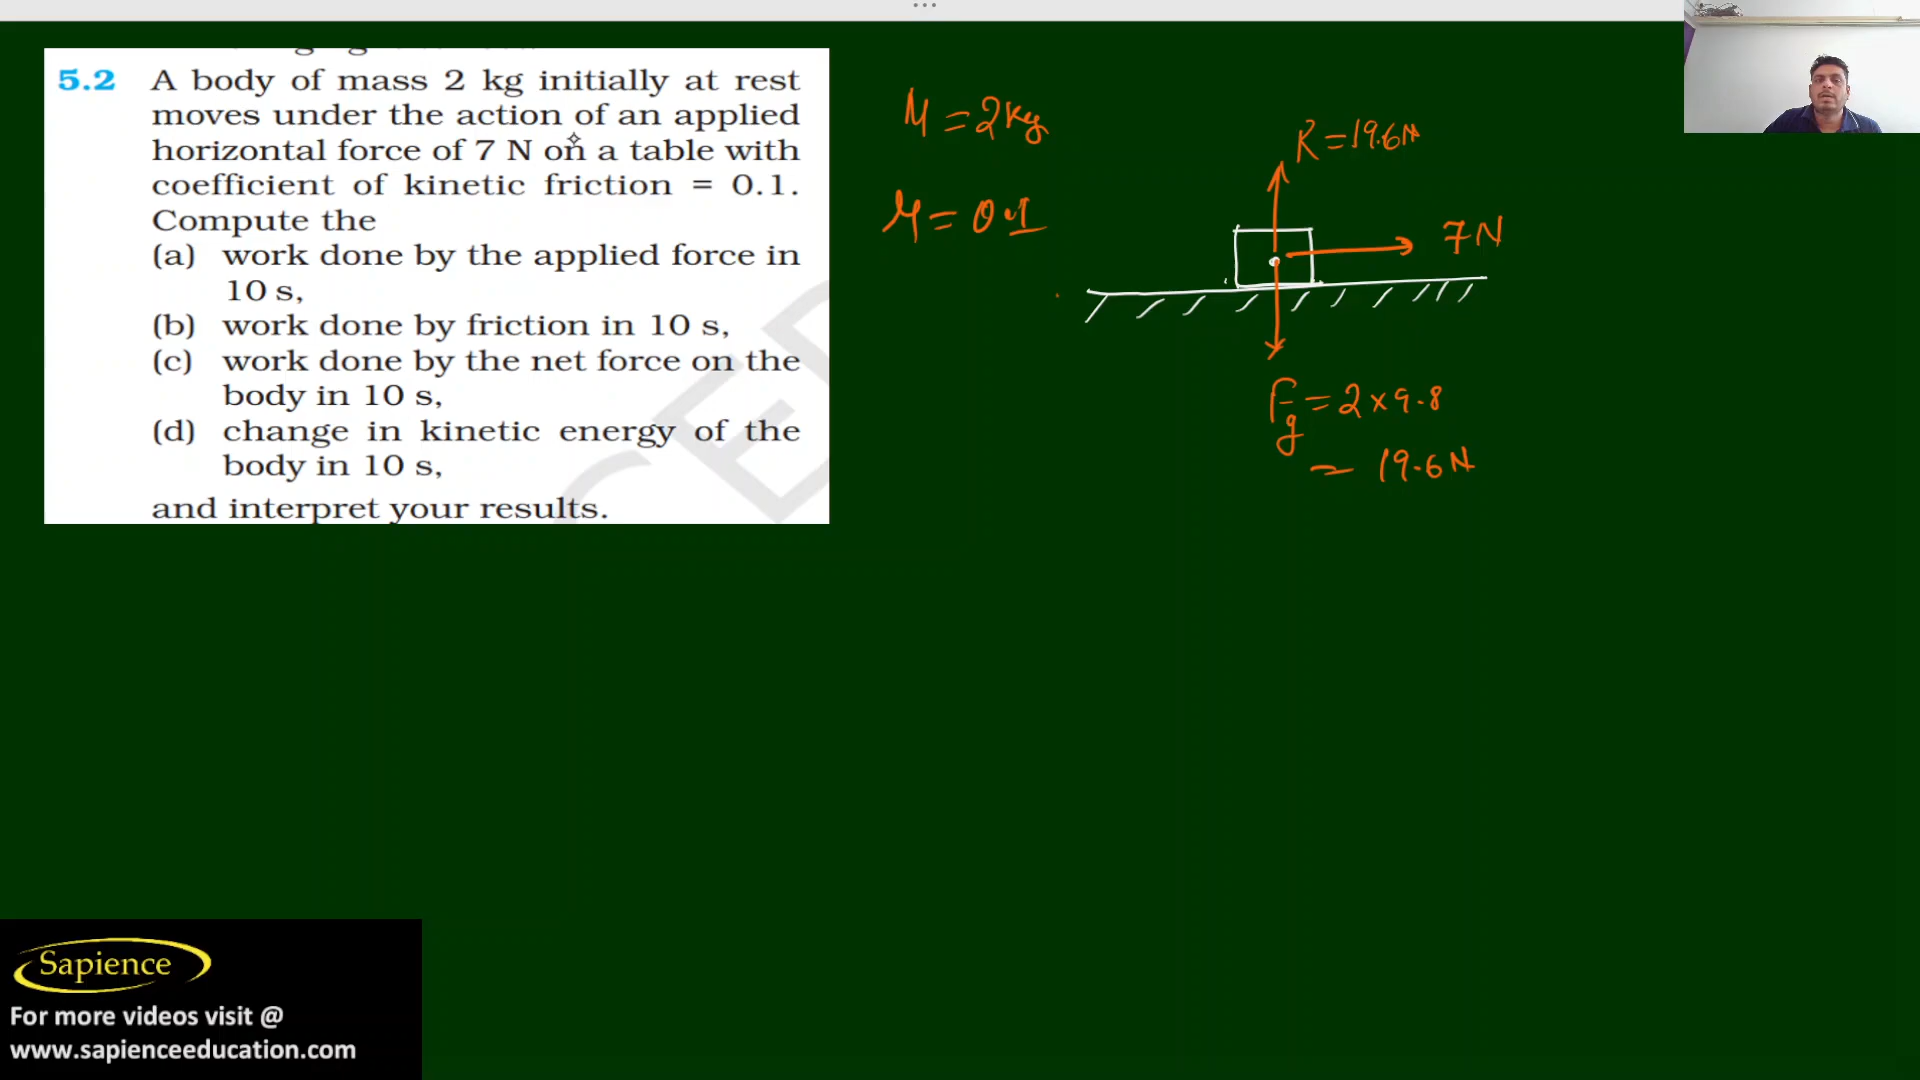 5.2 A body of mass 2 kg initially at rest
moves under the action of an applied
horizontal force of 7 N on a table with
coefficient of kinetic friction = 0.1.
Compute the
(a) work done by the applied force in
10 s,
(b) work done by friction in 10 s,
(c) work done by the net force on the
body in 10 s,
(d) change in kinetic energy of the
body in 10 s,
and interpret your results.
M = 2kg
μ = 0.1
R = 19.6N
7 N
Fg = 2 × 9.8
= 19.6 N
Sapience
For more videos visit @
www.sapienceeducation.com